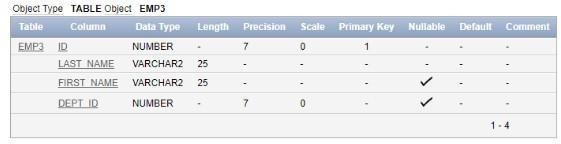 Object Type TABLE Object EMP3
Table Column Data Type Length Precision Scale Primary Key Nullable Default Comment
EMP3 ID NUMBER - 7 0 1 - - -
LAST_NAME VARCHAR2 25 - - - - - -
FIRST_NAME VARCHAR2 25 - - - ✓ - -
DEPT_ID NUMBER - 7 0 - ✓ - -
1 - 4